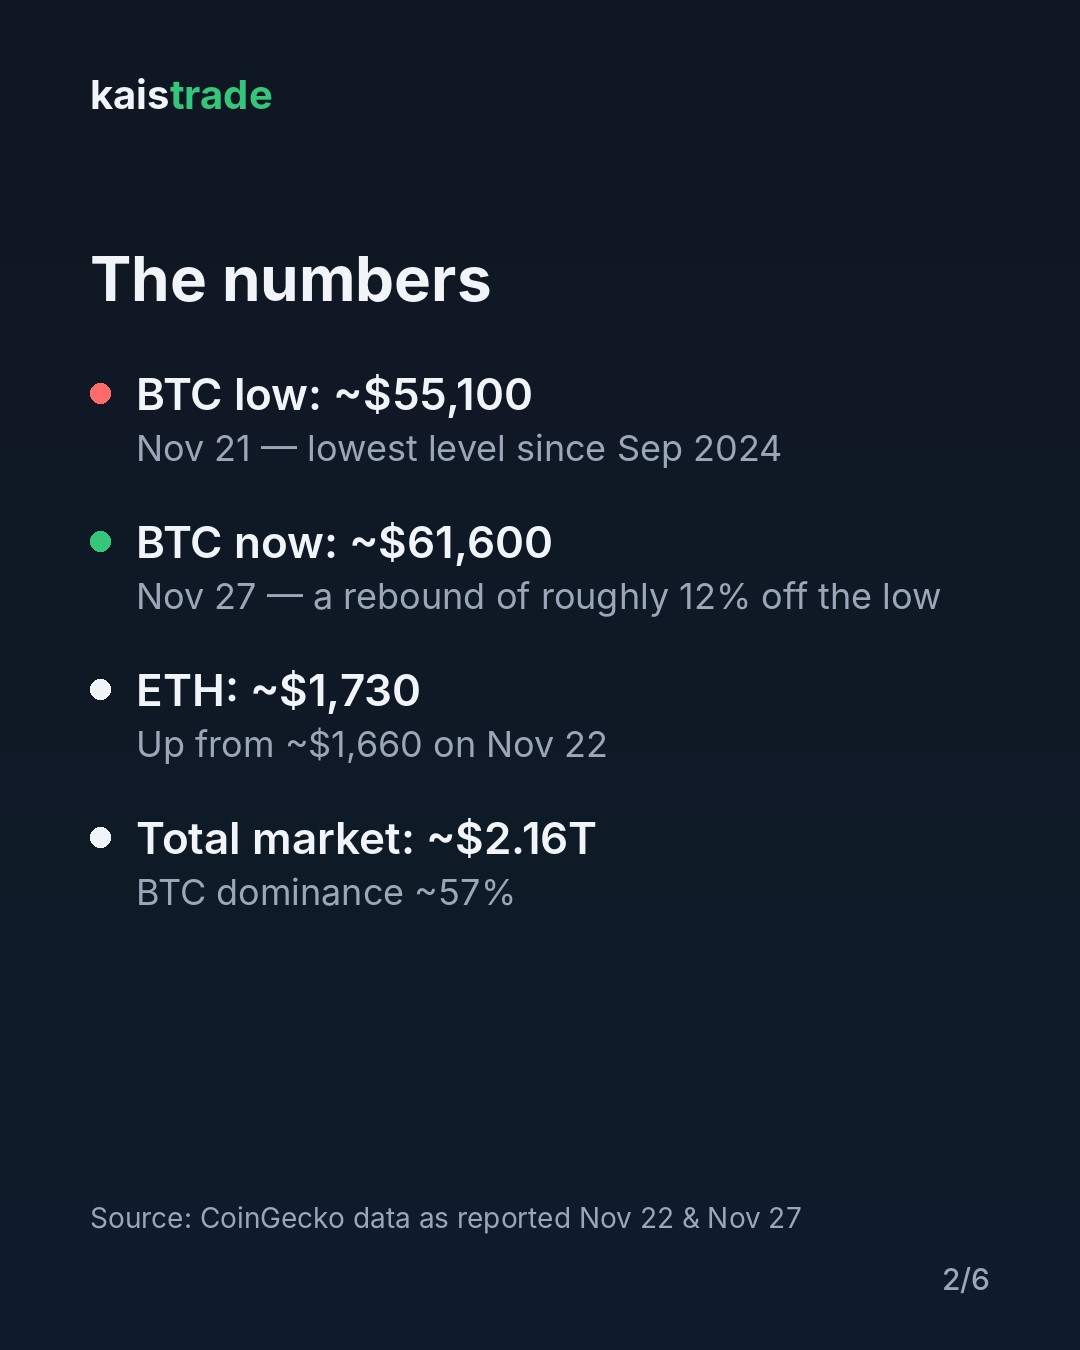 kaistrade
The numbers
BTC low: ~$55,100
Nov 21 — lowest level since Sep 2024
BTC now: ~$61,600
Nov 27 — a rebound of roughly 12% off the low
ETH: ~$1,730
Up from ~$1,660 on Nov 22
Total market: ~$2.16T
BTC dominance ~57%
Source: CoinGecko data as reported Nov 22 & Nov 27
2/6